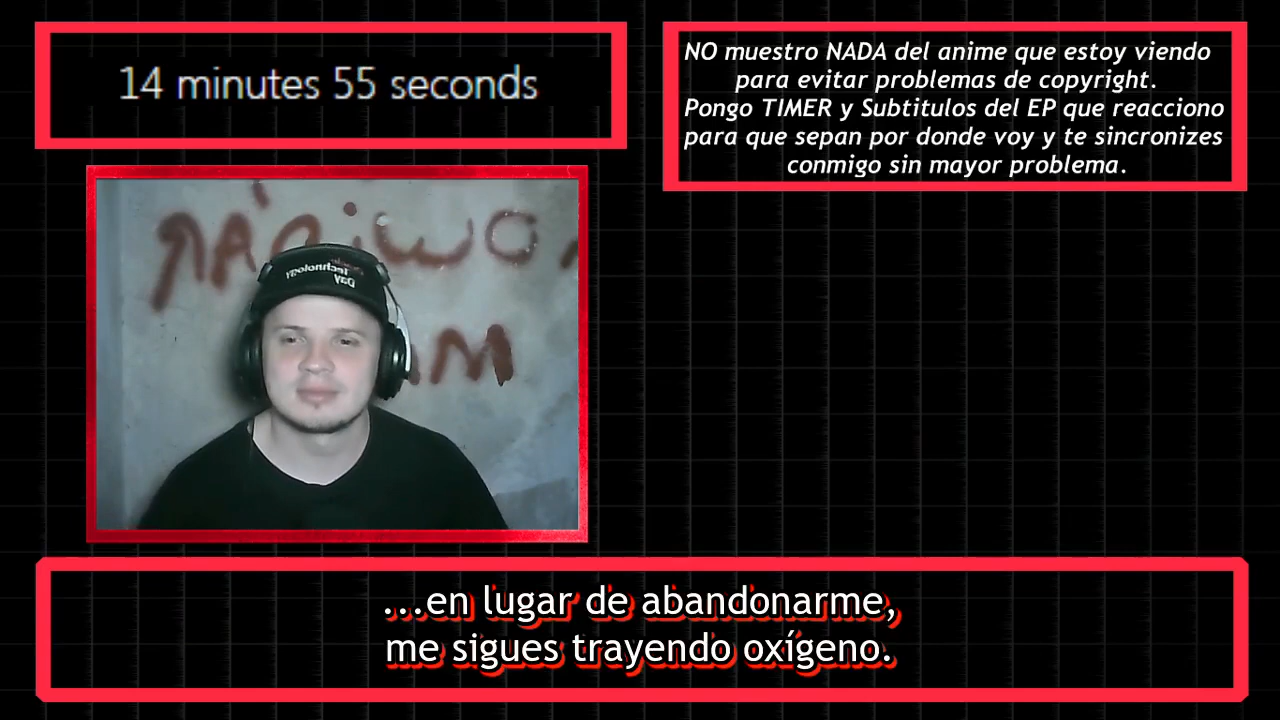 14 minutes 55 seconds
NO muestro NADA del anime que estoy viendo
para evitar problemas de copyright.
Pongo TIMER y Subtitulos del EP que reacciono
para que sepan por donde voy y te sincronizes
conmigo sin mayor problema.
Technology
Day
...en lugar de abandonarme,
me sigues trayendo oxígeno.